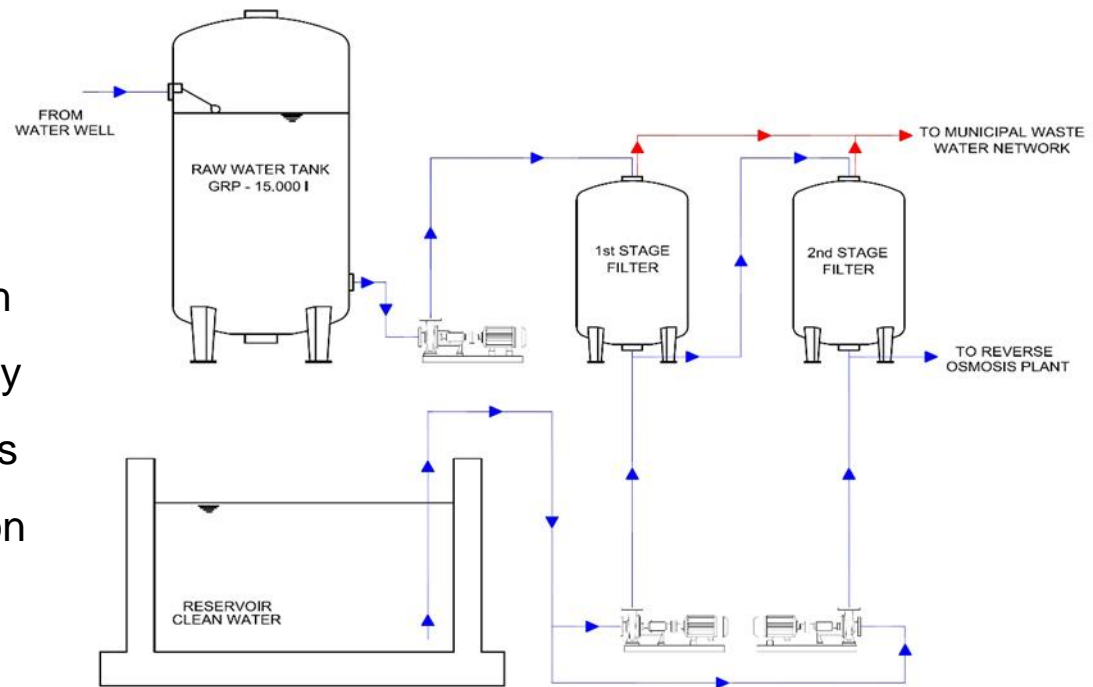 FROM
WATER WELL
RAW WATER TANK
GRP - 15.000 l
TO MUNICIPAL WASTE
WATER NETWORK
1st STAGE
FILTER
2nd STAGE
FILTER
TO REVERSE
OSMOSIS PLANT
RESERVOIR
CLEAN WATER